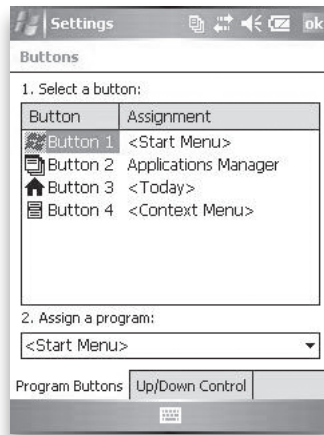 Settings ok
Buttons
1. Select a button:
Button Assignment
Button 1 <Start Menu>
Button 2 Applications Manager
Button 3 <Today>
Button 4 <Context Menu>
2. Assign a program:
<Start Menu>
Program Buttons Up/Down Control